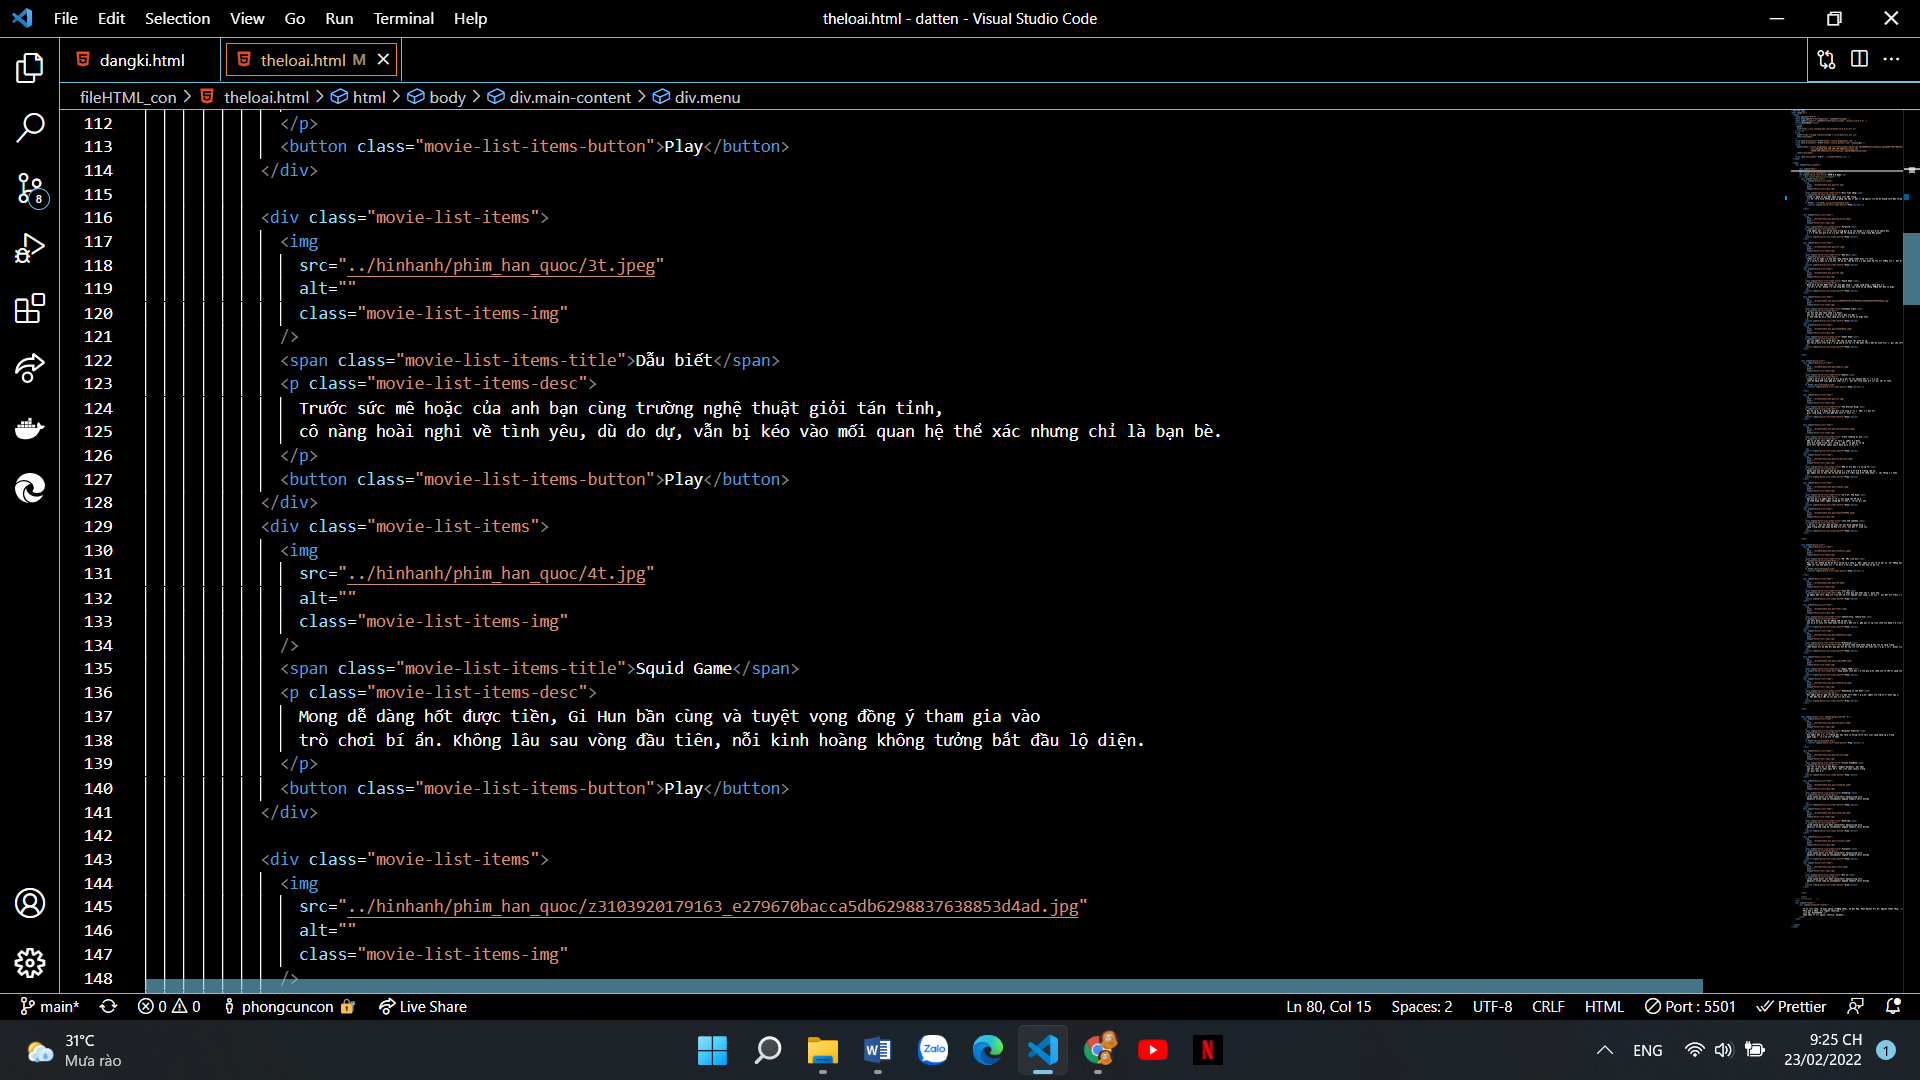 File Edit Selection View Go Run Terminal Help
theloai.html - datten - Visual Studio Code
dangki.html
theloai.html M
fileHTML_con > theloai.html > html > body > div.main-content > div.menu
112 </p>
113 <button class="movie-list-items-button">Play</button>
114 </div>
115
116 <div class="movie-list-items">
117 <img
118 src="../hinhanh/phim_han_quoc/3t.jpeg"
119 alt=""
120 class="movie-list-items-img"
121 />
122 <span class="movie-list-items-title">Dẫu biết</span>
123 <p class="movie-list-items-desc">
124 Trước sức mê hoặc của anh bạn cùng trường nghệ thuật giỏi tán tỉnh,
125 cô nàng hoài nghi về tình yêu, dù do dự, vẫn bị kéo vào mối quan hệ thể xác nhưng chỉ là bạn bè.
126 </p>
127 <button class="movie-list-items-button">Play</button>
128 </div>
129 <div class="movie-list-items">
130 <img
131 src="../hinhanh/phim_han_quoc/4t.jpg"
132 alt=""
133 class="movie-list-items-img"
134 />
135 <span class="movie-list-items-title">Squid Game</span>
136 <p class="movie-list-items-desc">
137 Mong dễ dàng hốt được tiền, Gi Hun bần cùng và tuyệt vọng đồng ý tham gia vào
138 trò chơi bí ẩn. Không lâu sau vòng đầu tiên, nỗi kinh hoàng không tưởng bắt đầu lộ diện.
139 </p>
140 <button class="movie-list-items-button">Play</button>
141 </div>
142
143 <div class="movie-list-items">
144 <img
145 src="../hinhanh/phim_han_quoc/z3103920179163_e279670bacca5db6298837638853d4ad.jpg"
146 alt=""
147 class="movie-list-items-img"
148 />
8
main* 0 0 phongcuncon Live Share
Ln 80, Col 15 Spaces: 2 UTF-8 CRLF HTML Port : 5501 Prettier
31°C
Mưa rào
Zalo
ENG
9:25 CH
23/02/2022
1